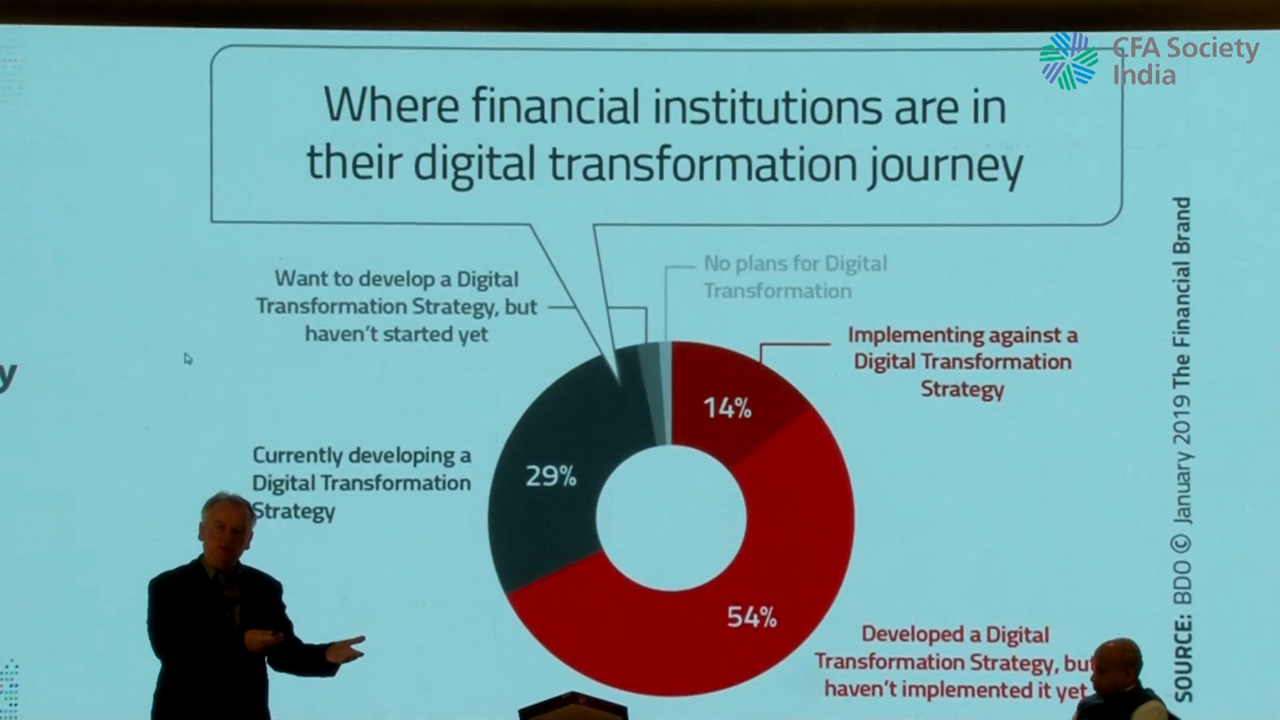 CFA Society
India
Where financial institutions are in
their digital transformation journey
Want to develop a Digital
Transformation Strategy, but
haven't started yet
No plans for Digital
Transformation
Implementing against a
Digital Transformation
Strategy
14%
29%
Currently developing a
Digital Transformation
Strategy
54%
Developed a Digital
Transformation Strategy, but
haven't implemented it yet
SOURCE: BDO © January 2019 The Financial Brand
y